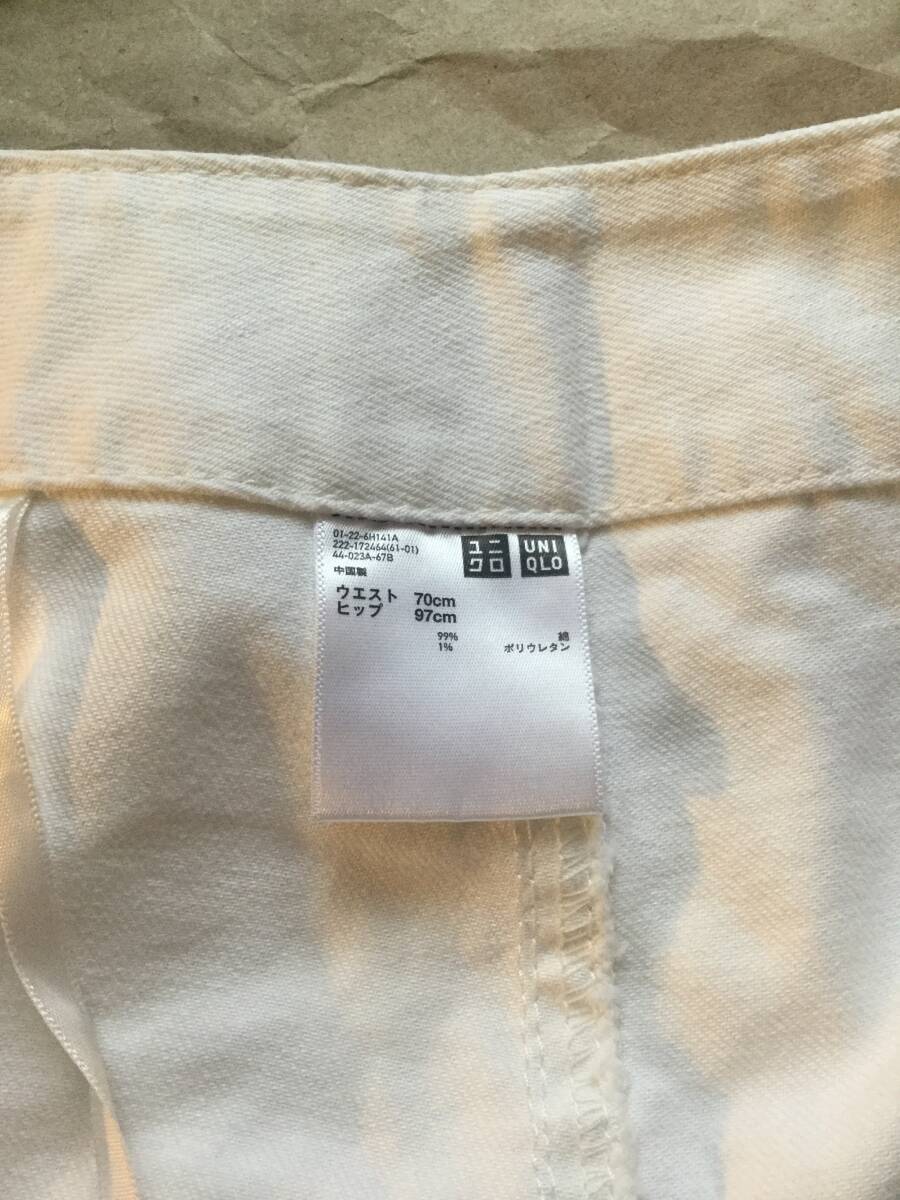 01-22-6H141A
222-172464(61-01)
44-023A-67B
中国製
ユニ
クロ
UNI
QLO
ウエスト 70cm
ヒップ 97cm
99% 綿
1% ポリウレタン